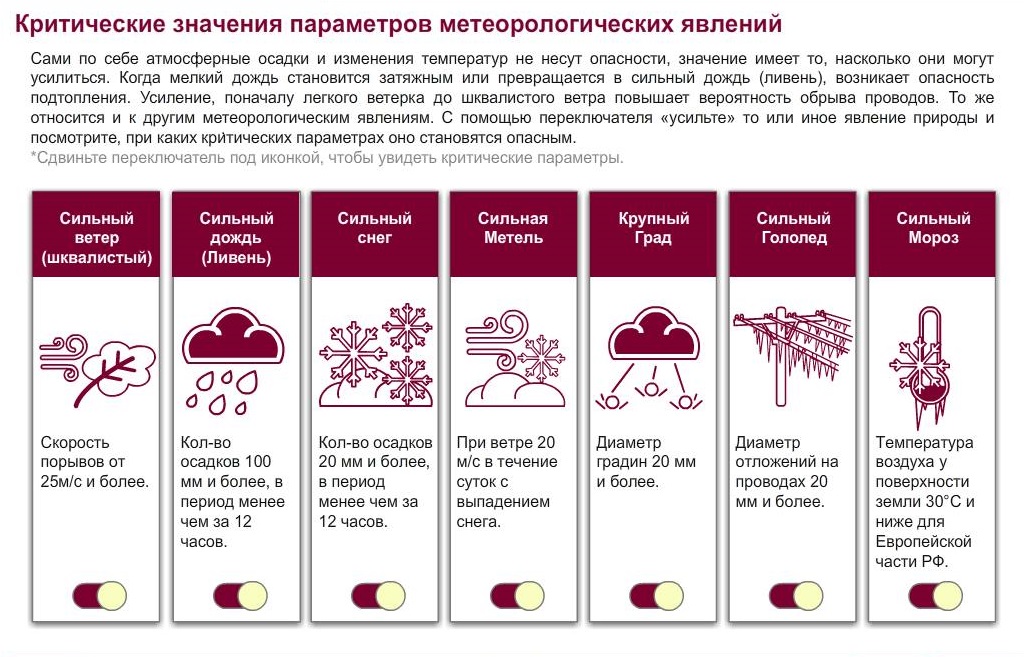 Критические значения параметров метеорологических явлений
Сами по себе атмосферные осадки и изменения температур не несут опасности, значение имеет то, насколько они могут
усилиться. Когда мелкий дождь становится затяжным или превращается в сильный дождь (ливень), возникает опасность
подтопления. Усиление, поначалу легкого ветерка до шквалистого ветра повышает вероятность обрыва проводов. То же
относится и к другим метеорологическим явлениям. С помощью переключателя «усильте» то или иное явление природы и
посмотрите, при каких критических параметрах оно становятся опасным.
*Сдвиньте переключатель под иконкой, чтобы увидеть критические параметры.
Сильный
ветер
(шквалистый)
Скорость
порывов от
25м/с и более.
Сильный
дождь
(Ливень)
Кол-во
осадков 100
мм и более, в
период менее
чем за 12
часов.
Сильный
снег
Кол-во осадков
20 мм и более,
в период
менее чем за
12 часов.
Сильная
Метель
При ветре 20
м/с в течение
суток с
выпадением
снега.
Крупный
Град
Диаметр
градин 20 мм
и более.
Сильный
Гололед
Диаметр
отложений на
проводах 20
мм и более.
Сильный
Мороз
Температура
воздуха у
поверхности
земли 30°С и
ниже для
Европейской
части РФ.